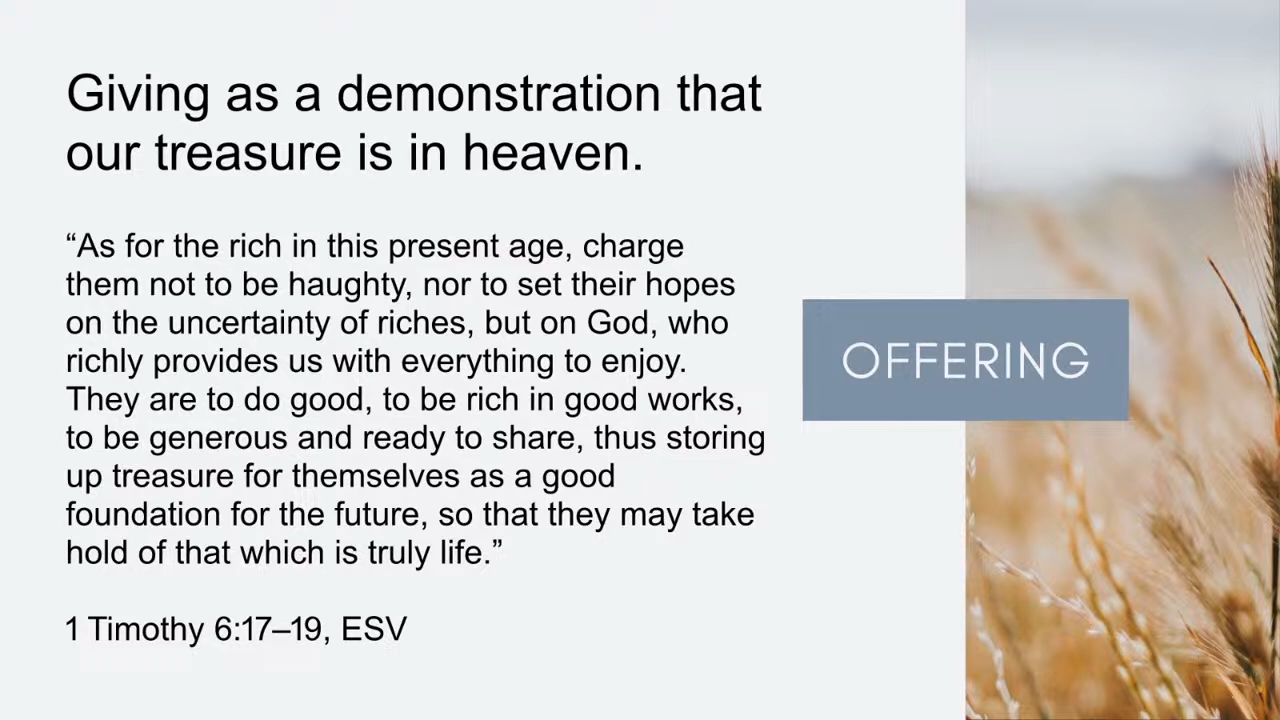 Giving as a demonstration that
our treasure is in heaven.
“As for the rich in this present age, charge
them not to be haughty, nor to set their hopes
on the uncertainty of riches, but on God, who
richly provides us with everything to enjoy.
They are to do good, to be rich in good works,
to be generous and ready to share, thus storing
up treasure for themselves as a good
foundation for the future, so that they may take
hold of that which is truly life.”
1 Timothy 6:17–19, ESV
OFFERING